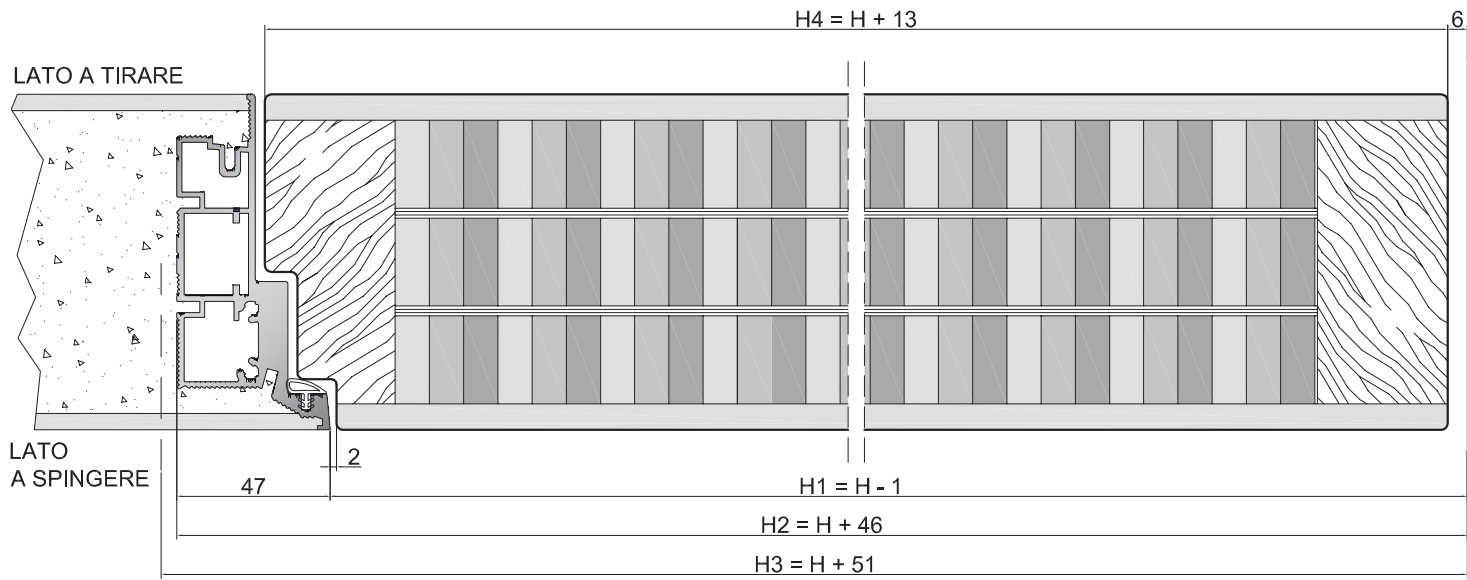 H4 = H + 13
6
LATO A TIRARE
LATO
A SPINGERE
2
47
H1 = H - 1
H2 = H + 46
H3 = H + 51